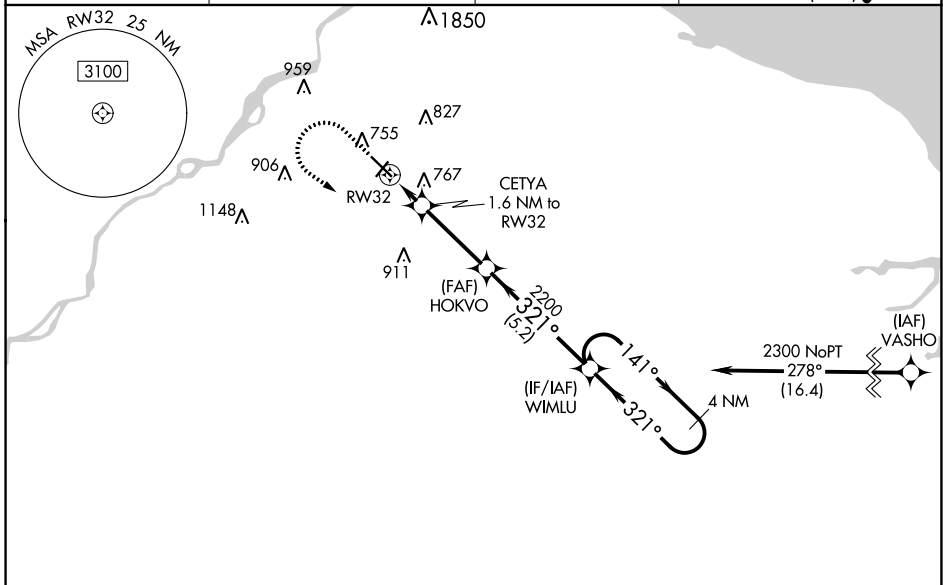 MSA RW32 25 NM
3100
1850
959
827
755
906
767
RW32
CETYA
1.6 NM to
RW32
1148
911
(FAF)
HOKVO
2200
321°
(5.2)
(IAF)
VASHO
2300 NoPT
278°
(16.4)
141°
(IF/IAF)
WIMLU
321°
4 NM